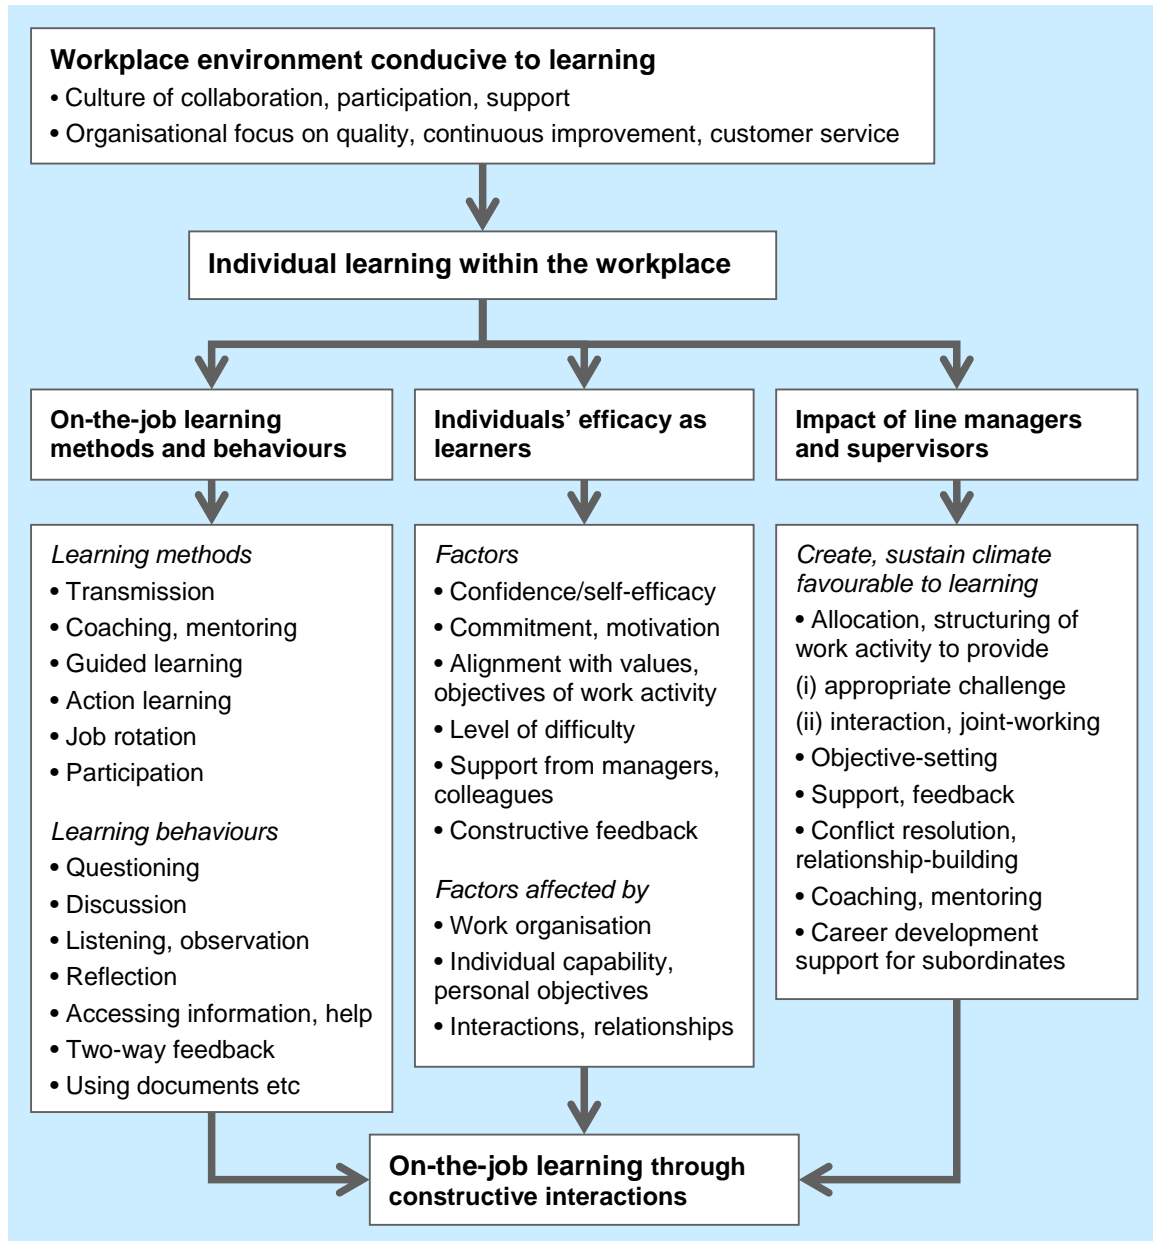 Workplace environment conducive to learning
• Culture of collaboration, participation, support
• Organisational focus on quality, continuous improvement, customer service
Individual learning within the workplace
On-the-job learning
methods and behaviours
Individuals’ efficacy as
learners
Impact of line managers
and supervisors
Learning methods
• Transmission
• Coaching, mentoring
• Guided learning
• Action learning
• Job rotation
• Participation
Learning behaviours
• Questioning
• Discussion
• Listening, observation
• Reflection
• Accessing information, help
• Two-way feedback
• Using documents etc
Factors
• Confidence/self-efficacy
• Commitment, motivation
• Alignment with values,
objectives of work activity
• Level of difficulty
• Support from managers,
colleagues
• Constructive feedback
Factors affected by
• Work organisation
• Individual capability,
personal objectives
• Interactions, relationships
Create, sustain climate
favourable to learning
• Allocation, structuring of
work activity to provide
(i) appropriate challenge
(ii) interaction, joint-working
• Objective-setting
• Support, feedback
• Conflict resolution,
relationship-building
• Coaching, mentoring
• Career development
support for subordinates
On-the-job learning through
constructive interactions